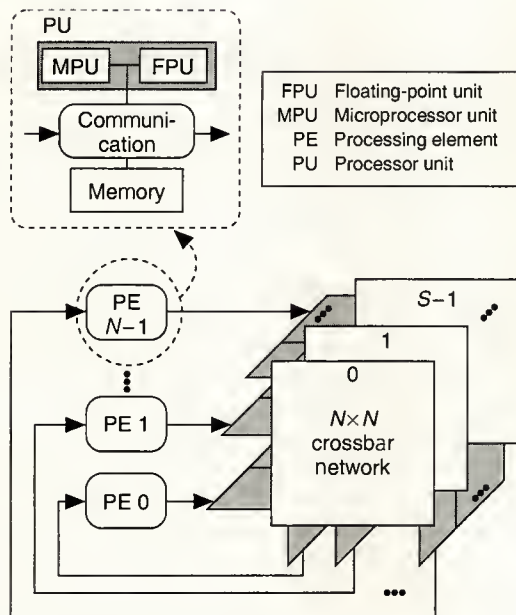 PU
MPU
FPU
Communi-
cation
Memory
FPU Floating-point unit
MPU Microprocessor unit
PE Processing element
PU Processor unit
PE
N−1
PE 1
PE 0
S−1
1
0
N×N
crossbar
network